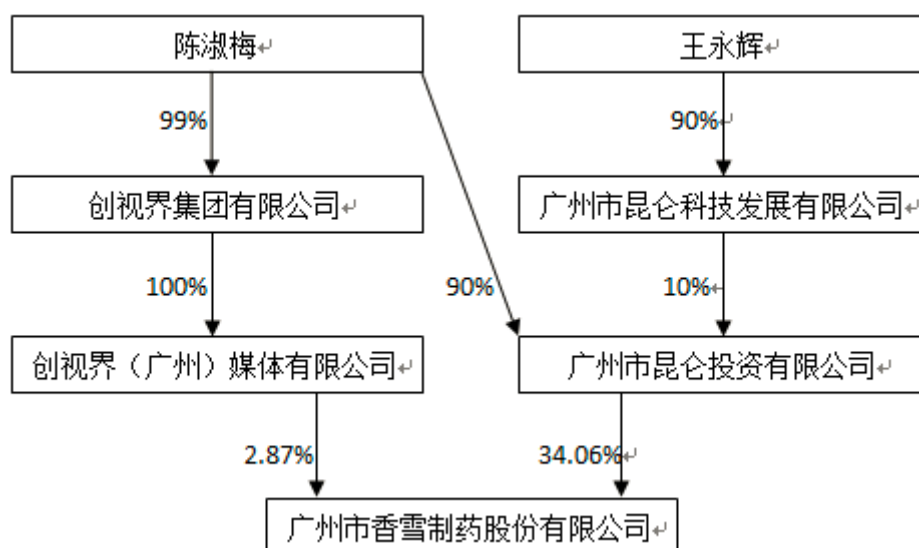 陈淑梅
王永辉
99%
90%
创视界集团有限公司
广州市昆仑科技发展有限公司
100%
90%
10%
创视界（广州）媒体有限公司
广州市昆仑投资有限公司
2.87%
34.06%
广州市香雪制药股份有限公司